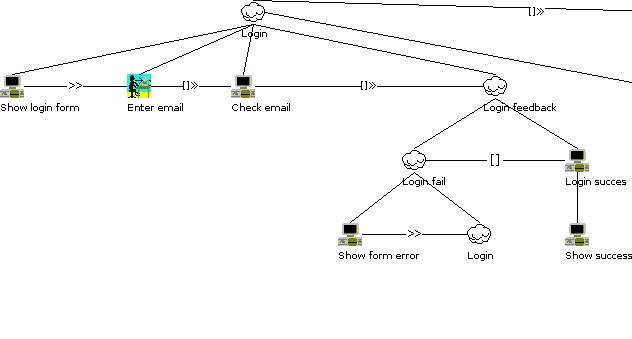 []>>
Login
>>
[]>>
[]>>
Show login form
Enter email
Check email
Login feedback
[]
Login fail
Login succes
>>
Show form error
Login
Show success